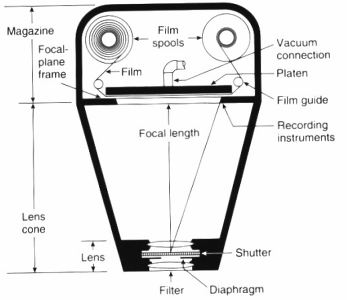 Magazine
Focal-
plane
frame
Film
Film
spools
Vacuum
connection
Platen
Film guide
Focal length
Recording
instruments
Lens
cone
Lens
Shutter
Filter
Diaphragm